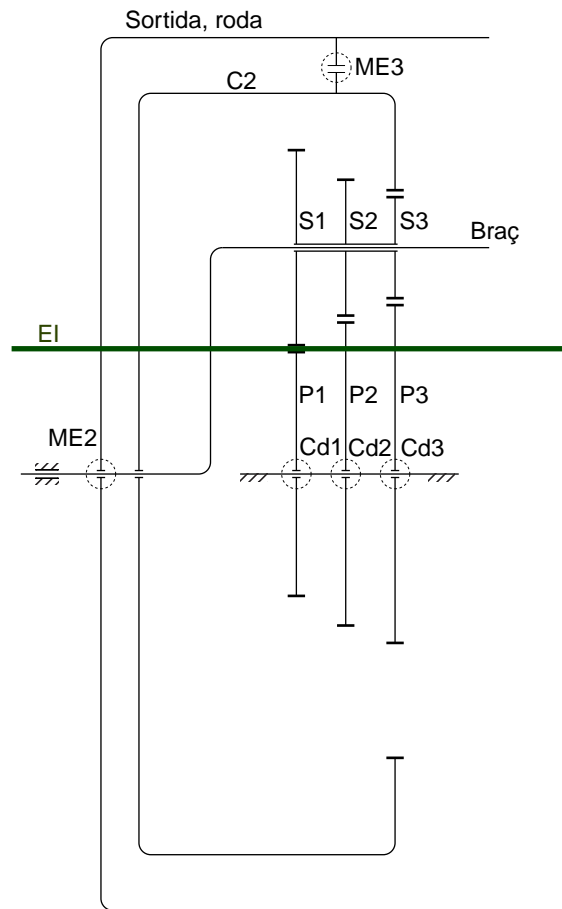 Sortida, roda
ME3
C2
S1 S2 S3
Braç
EI
P1 P2 P3
ME2
Cd1 Cd2 Cd3